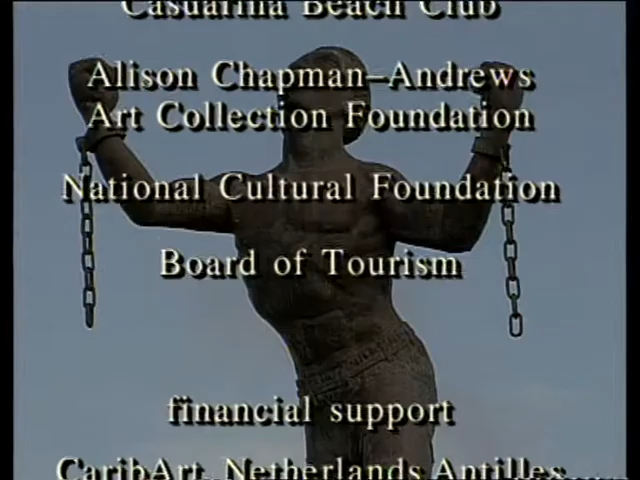 Casuarina Beach Club
Alison Chapman–Andrews
Art Collection Foundation
National Cultural Foundation
Board of Tourism
financial support
CaribArt, Netherlands Antilles